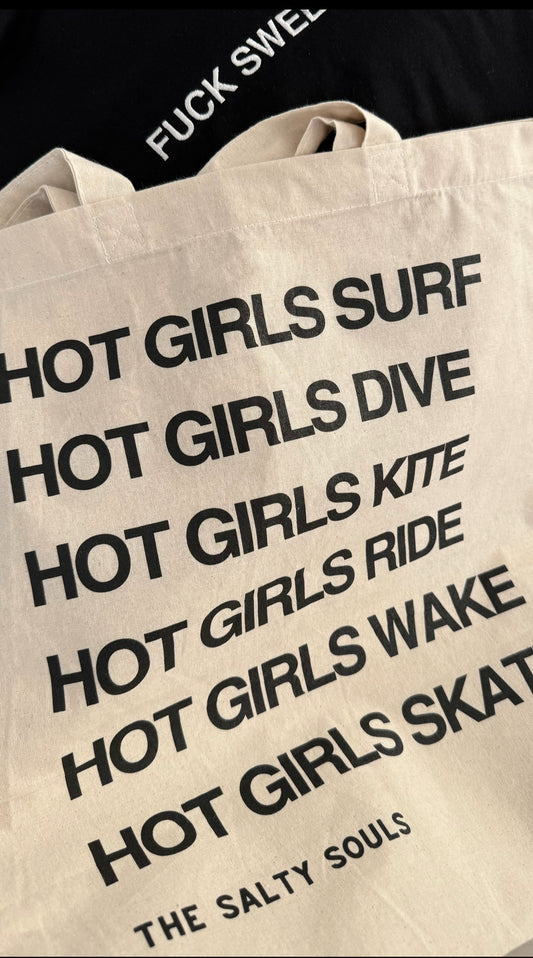 FUCK
HOT GIRLS SURF
HOT GIRLS DIVE
HOT GIRLS KITE
HOT GIRLS RIDE
HOT GIRLS WAKE
HOT GIRLS SKAT
THE SALTY SOULS